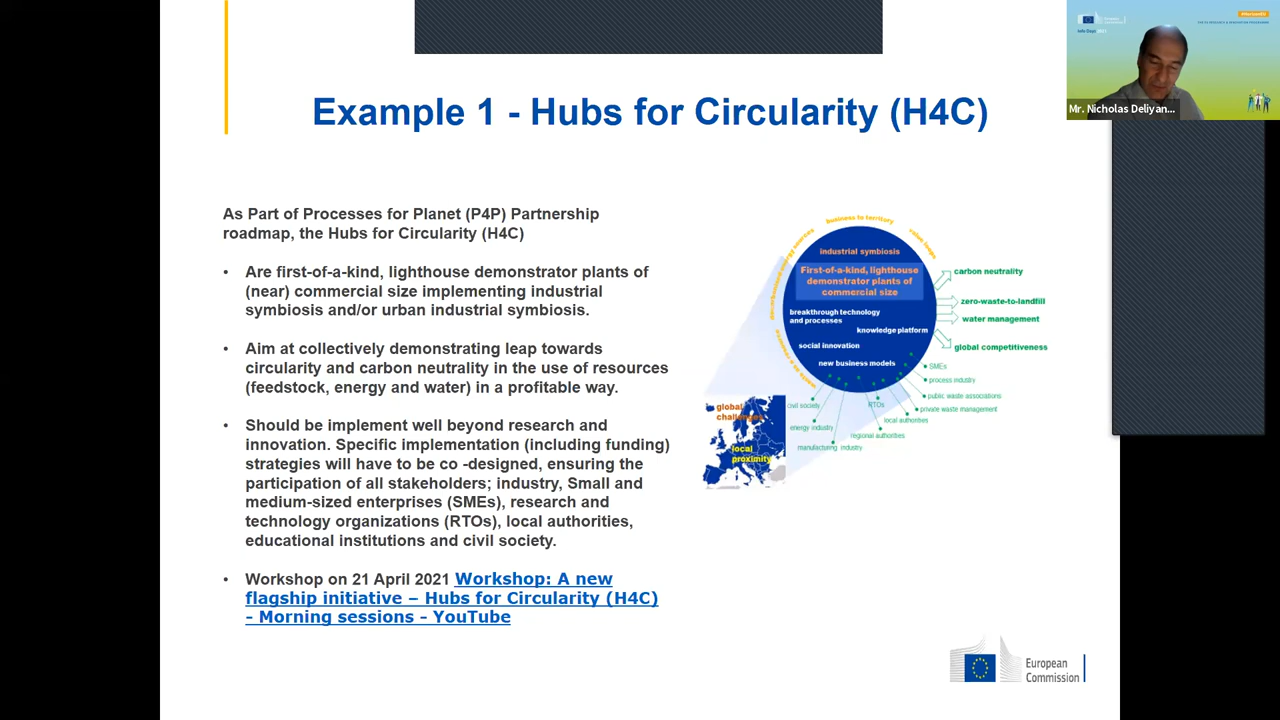 Example 1 - Hubs for Circularity (H4C)
As Part of Processes for Planet (P4P) Partnership
roadmap, the Hubs for Circularity (H4C)
• Are first-of-a-kind, lighthouse demonstrator plants of
(near) commercial size implementing industrial
symbiosis and/or urban industrial symbiosis.
• Aim at collectively demonstrating leap towards
circularity and carbon neutrality in the use of resources
(feedstock, energy and water) in a profitable way.
• Should be implement well beyond research and
innovation. Specific implementation (including funding)
strategies will have to be co -designed, ensuring the
participation of all stakeholders; industry, Small and
medium-sized enterprises (SMEs), research and
technology organizations (RTOs), local authorities,
educational institutions and civil society.
• Workshop on 21 April 2021 Workshop: A new
flagship initiative – Hubs for Circularity (H4C)
- Morning sessions - YouTube
business to territory
value loops
waste as a resource
industrial symbiosis
First-of-a-kind, lighthouse
demonstrator plants of
commercial size
breakthrough technology
and processes
knowledge platform
social innovation
new business models
carbon neutrality
zero-waste-to-landfill
water management
global competitiveness
SMEs
process industry
public waste associations
private waste management
local authorities
RTOs
regional authorities
civil society
energy industry
manufacturing industry
global
local
proximity
European
Commission
Mr. Nicholas Deliyan...